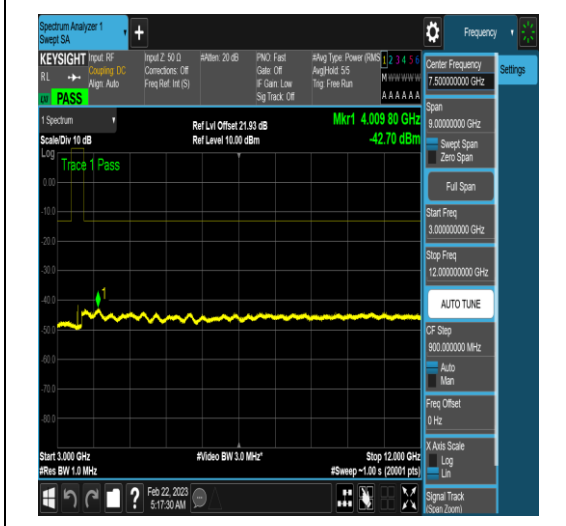 Spectrum Analyzer 1
Swept SA
+
Frequency
KEYSIGHT
RL
PASS
Input: RF
Coupling: DC
Align: Auto
Input Z: 50 Ω
Corrections: Off
Freq Ref: Int (S)
#Atten: 20 dB
PNO: Fast
Gate: Off
IF Gain: Low
Sig Track: Off
#Avg Type: Power (RMS
Avg|Hold: 5/5
Trig: Free Run
1 2 3 4 5 6
M W W W W W
A A A A A A
1 Spectrum
Scale/Div 10 dB
Ref Lvl Offset 21.93 dB
Ref Level 10.00 dBm
Mkr1 4.009 80 GHz
-42.70 dBm
Log
Trace 1 Pass
0.00
-10.0
-20.0
-30.0
-40.0
-50.0
-60.0
-70.0
-80.0
1
Start 3.000 GHz
#Res BW 1.0 MHz
#Video BW 3.0 MHz*
Stop 12.000 GHz
#Sweep ~1.00 s (20001 pts)
?
Feb 22, 2023
5:17:30 AM
Center Frequency
7.500000000 GHz
Settings
Span
9.00000000 GHz
Swept Span
Zero Span
Full Span
Start Freq
3.000000000 GHz
Stop Freq
12.000000000 GHz
AUTO TUNE
CF Step
900.000000 MHz
Auto
Man
Freq Offset
0 Hz
X Axis Scale
Log
Lin
Signal Track
(Span Zoom)